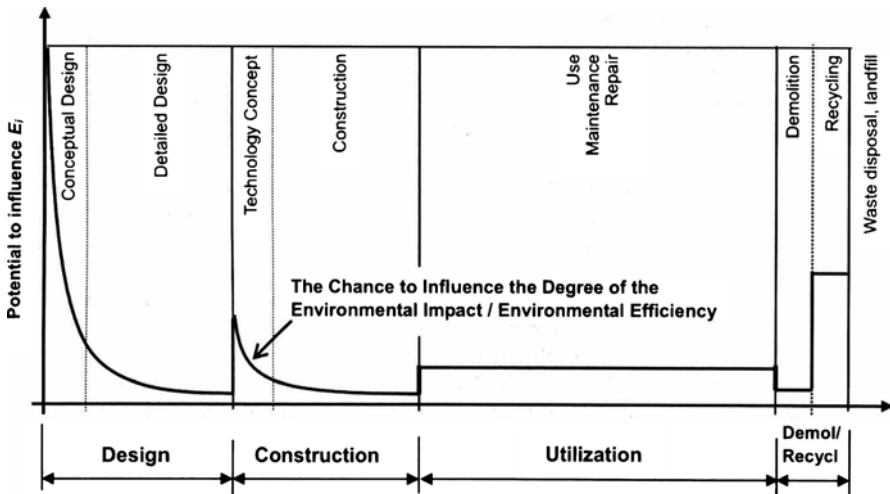 Potential to influence Ei
Conceptual Design
Detailed Design
Technology Concept
Construction
Use
Maintenance
Repair
Demolition
Recycling
Waste disposal, landfill
The Chance to Influence the Degree of the
Environmental Impact / Environmental Efficiency
Design
Construction
Utilization
Demol/
Recycl